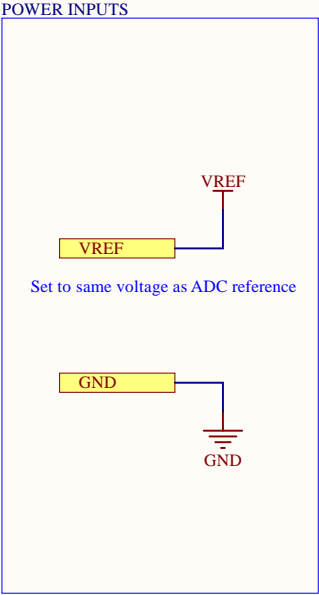 POWER INPUTS
VREF
VREF
Set to same voltage as ADC reference
GND
GND